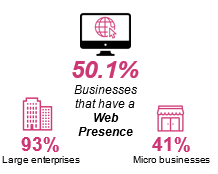 50.1%
Businesses
that have a
Web
Presence
93%
Large enterprises
41%
Micro businesses